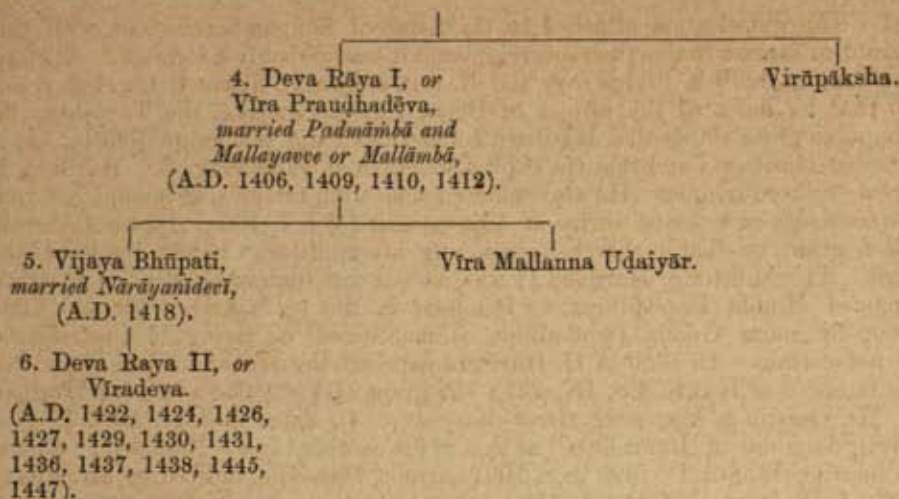 4. Deva Rāya I, or
Vīra Prauḍhadēva,
married Padmāmbā and
Mallayavve or Mallāmbā,
(A.D. 1406, 1409, 1410, 1412).
Virūpāksha.
5. Vijaya Bhūpati,
married Nārāyanīdevī,
(A.D. 1418).
Vīra Mallanna Uḍaiyār.
6. Deva Raya II, or
Vīradeva.
(A.D. 1422, 1424, 1426,
1427, 1429, 1430, 1431,
1436, 1437, 1438, 1445,
1447).